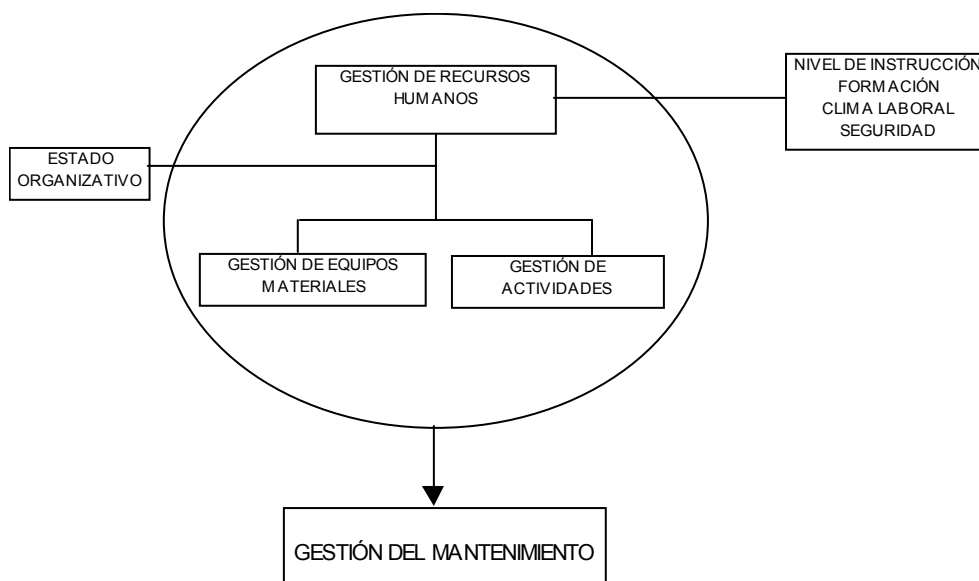 GESTIÓN DE RECURSOS
HUMANOS
NIVEL DE INSTRUCCIÓN
FORMACIÓN
CLIMA LABORAL
SEGURIDAD
ESTADO
ORGANIZATIVO
GESTIÓN DE EQUIPOS
MATERIALES
GESTIÓN DE
ACTIVIDADES
GESTIÓN DEL MANTENIMIENTO